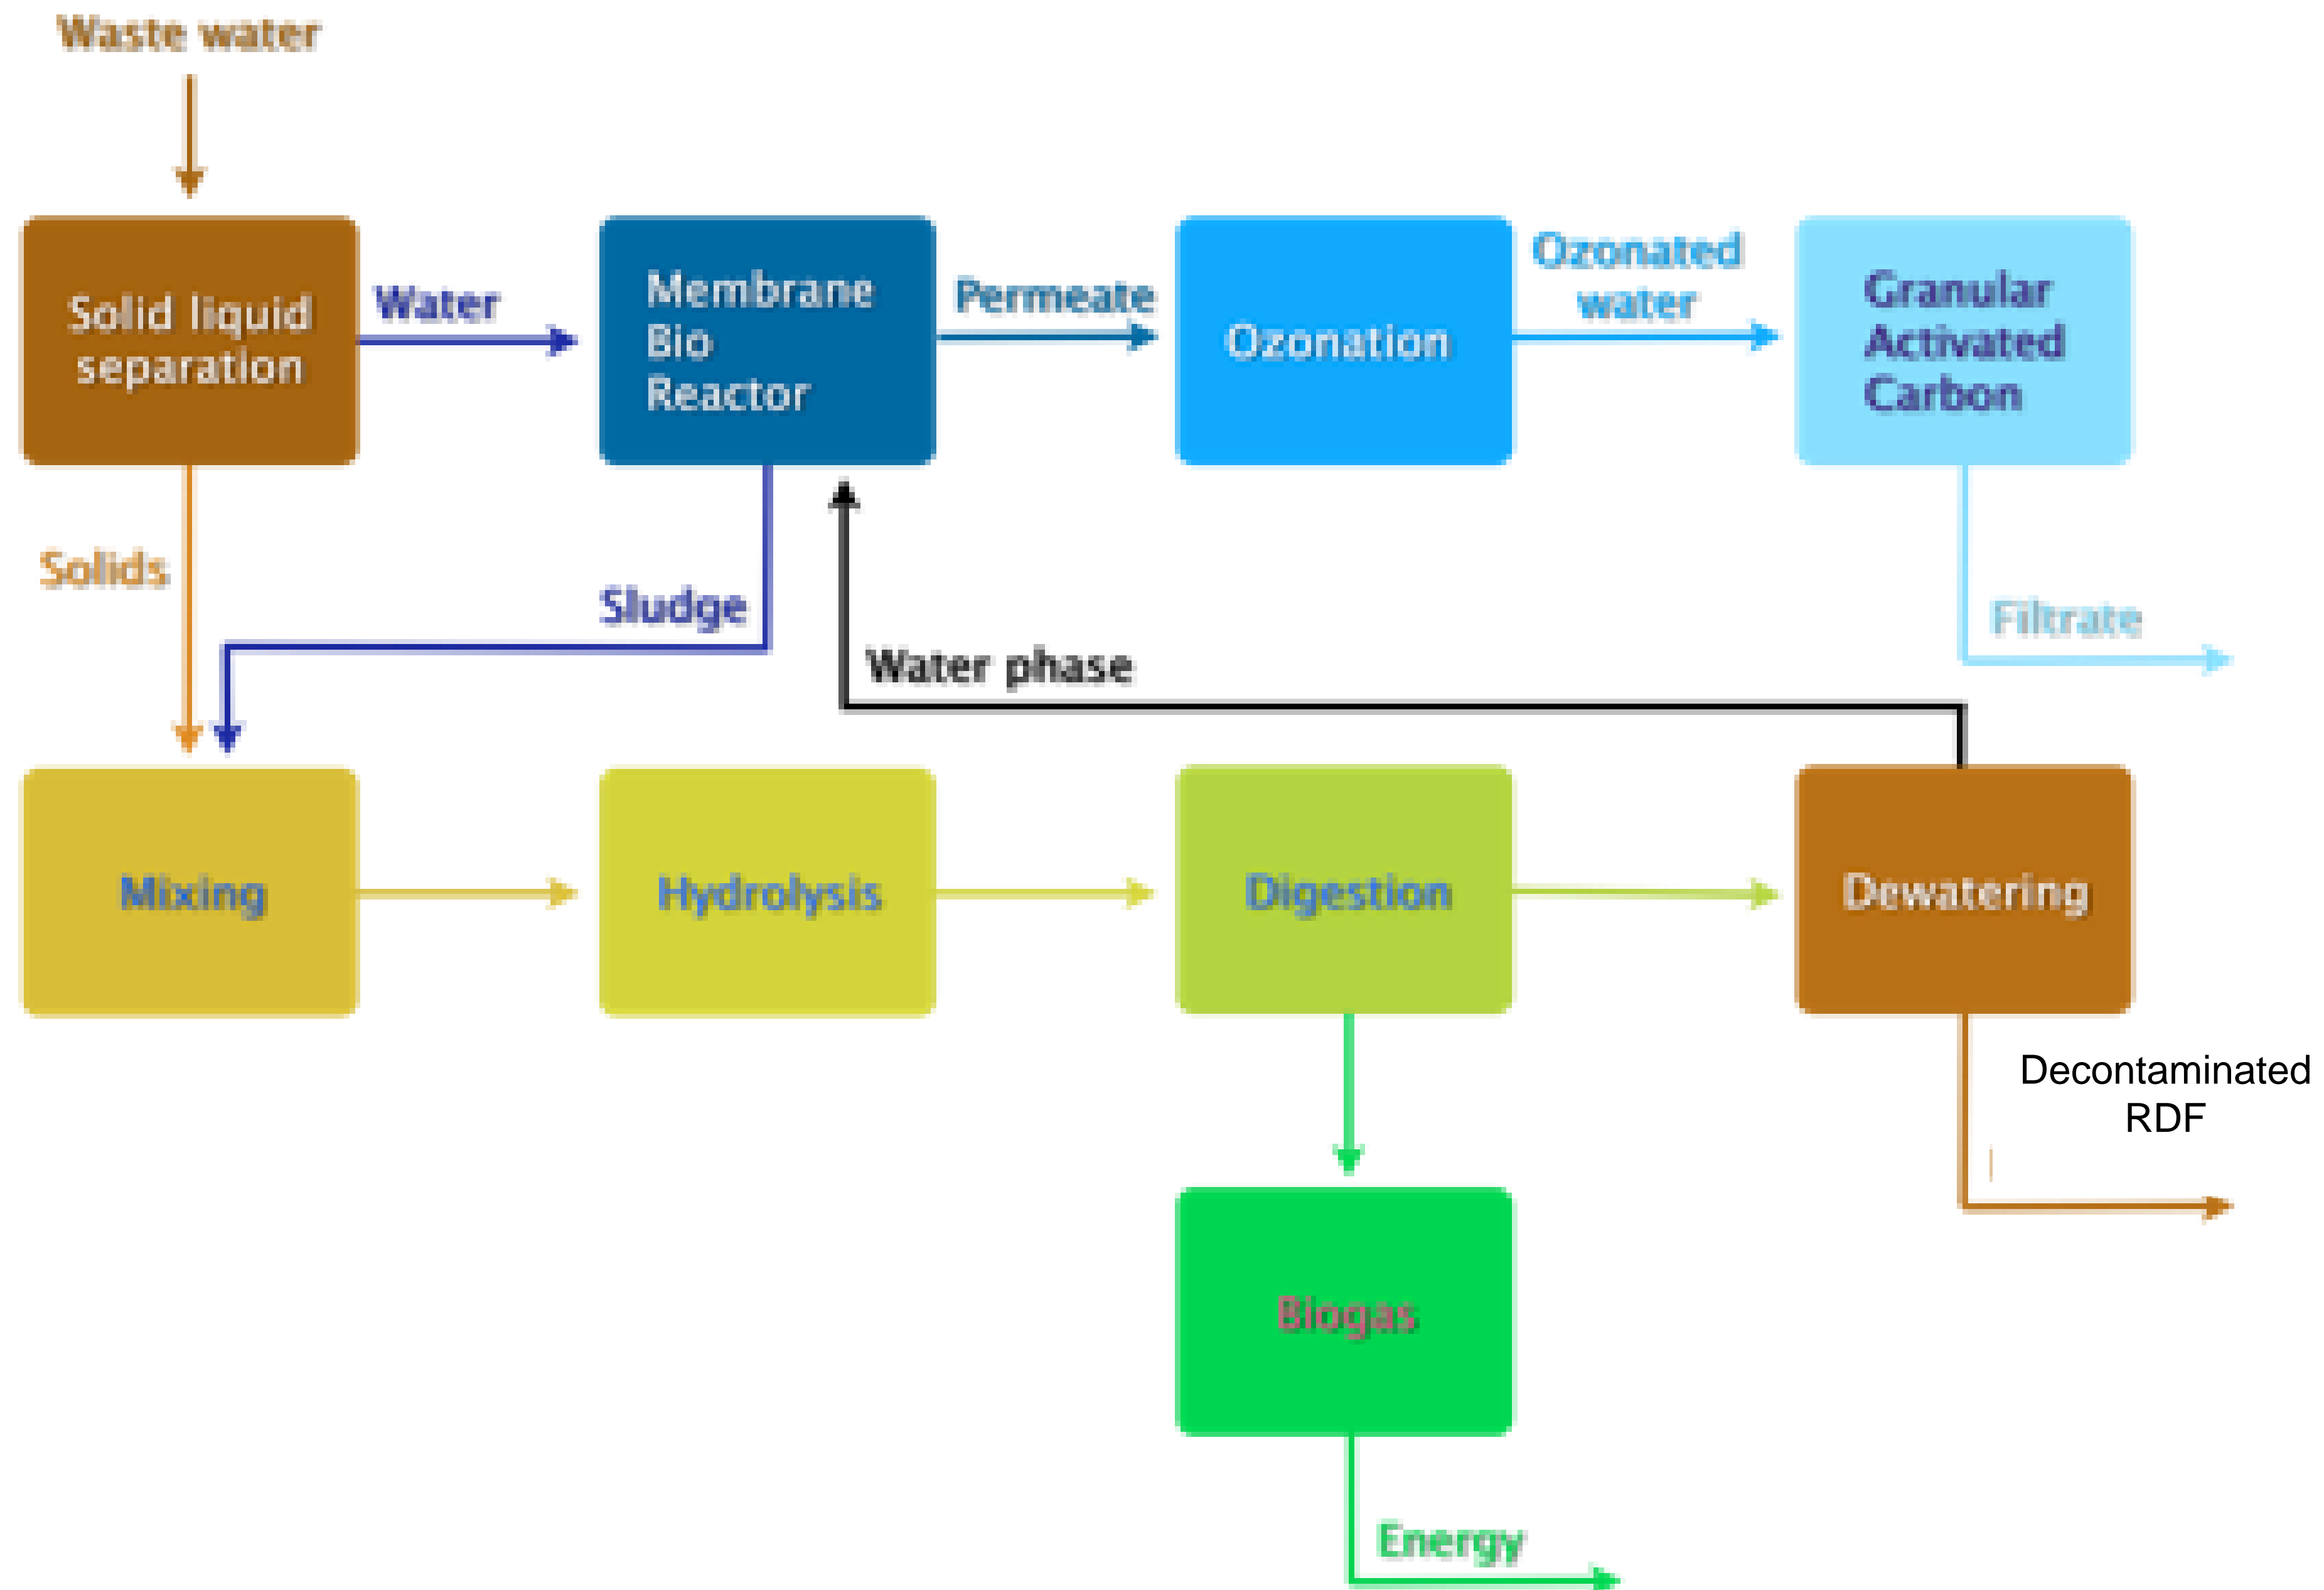 Waste water
Solid liquid
separation
Water
Membrane
Bio
Reactor
Permeate
Ozonation
Ozonated
water
Granular
Activated
Carbon
Solids
Sludge
Water phase
Filtrate
Mixing
Hydrolysis
Digestion
Dewatering
Decontaminated
RDF
Biogas
Energy